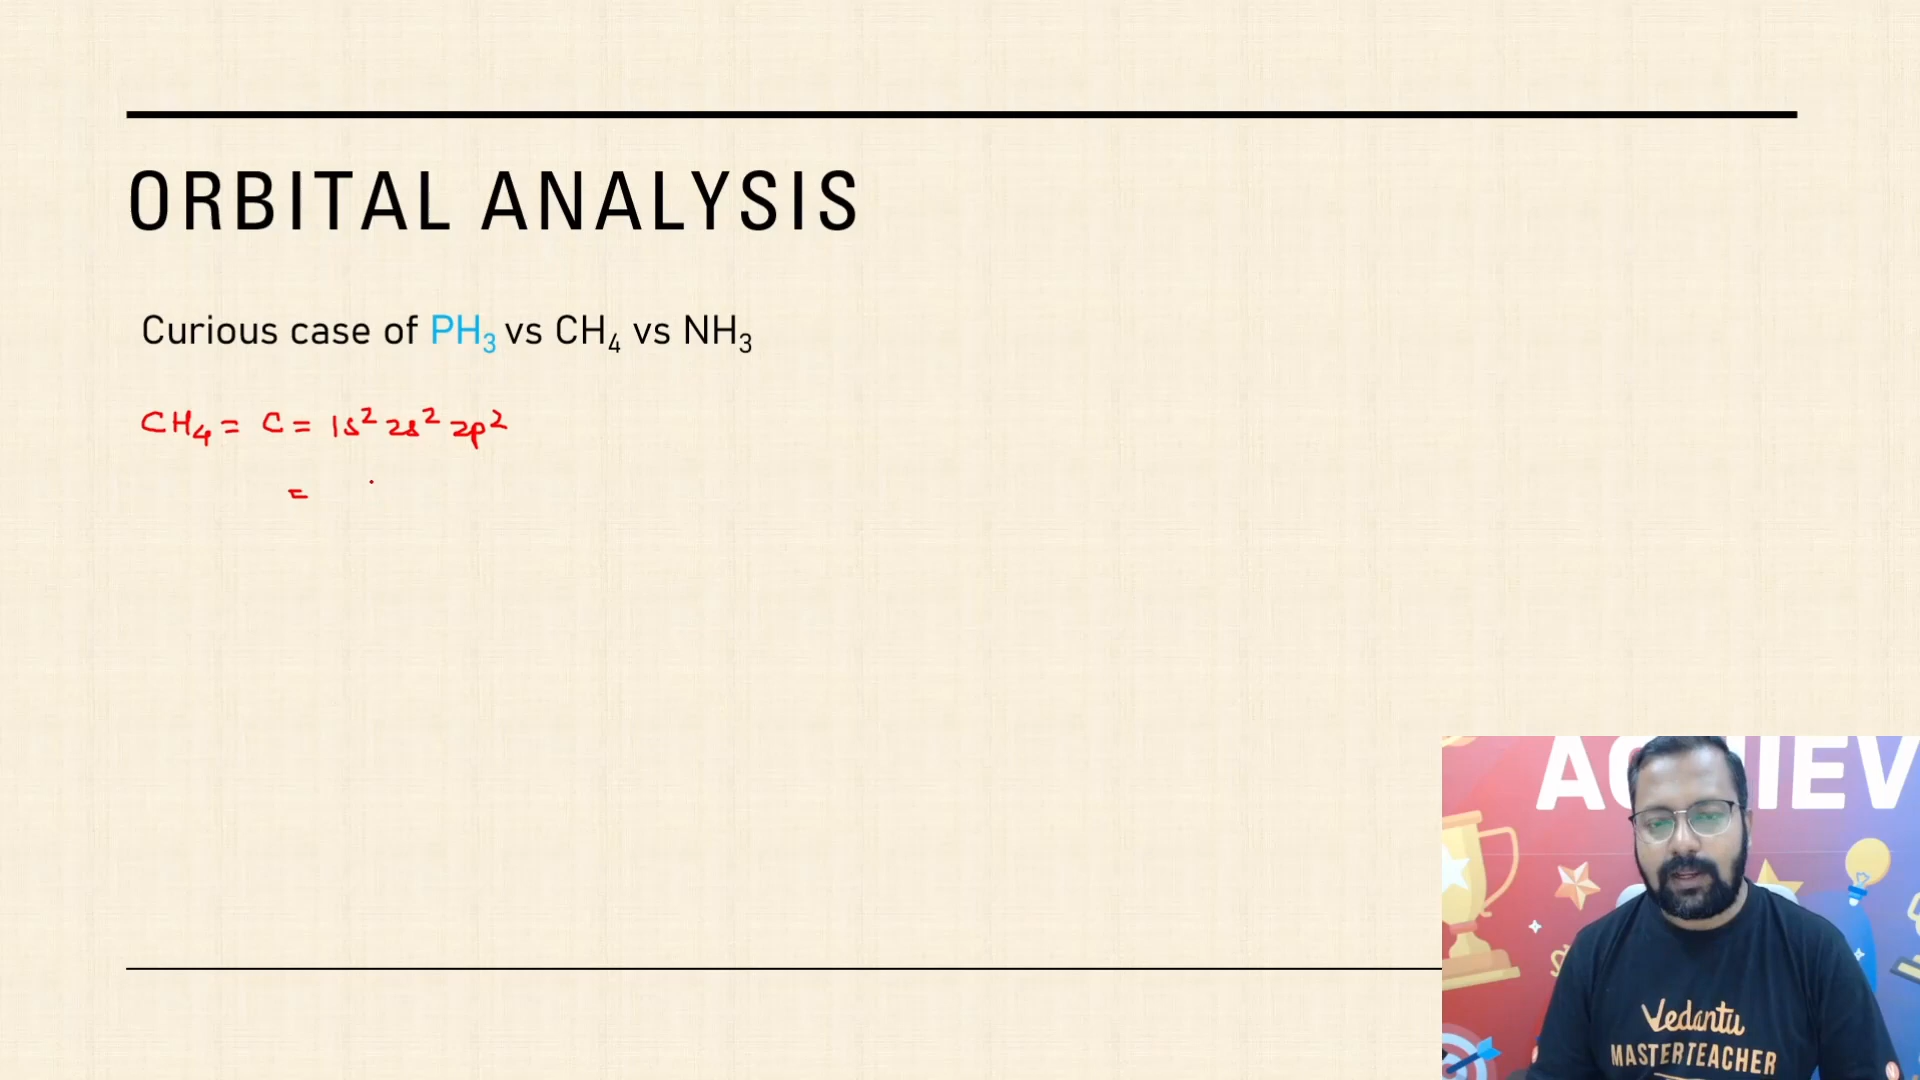 ORBITAL ANALYSIS
Curious case of PH₃ vs CH₄ vs NH₃
CH₄ = C = 1s² 2s² 2p²
=
ACHIEV
Vedantu
MASTERTEACHER